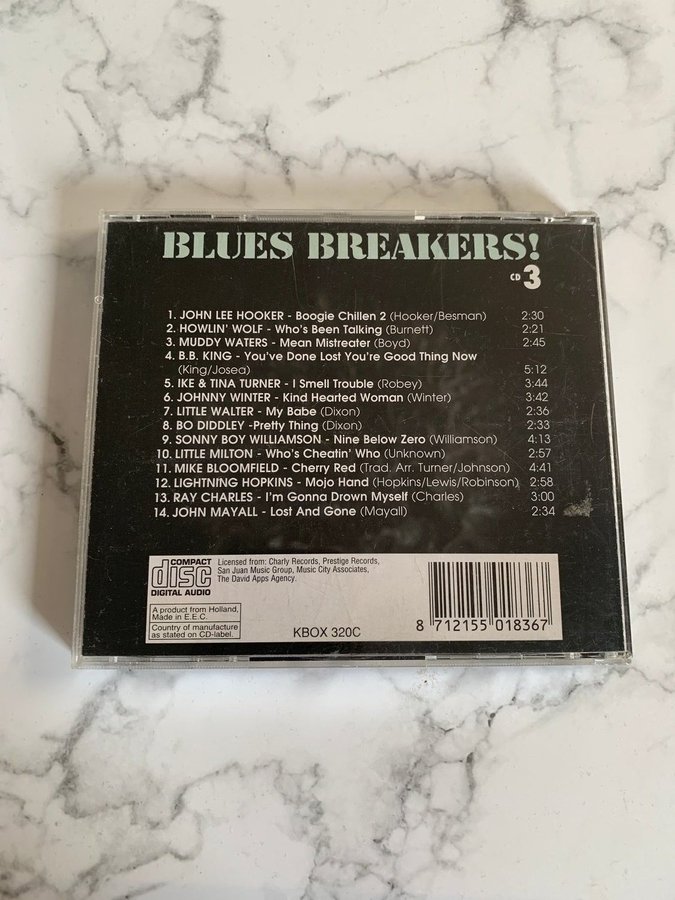 BLUES BREAKERS!
CD 3
1. JOHN LEE HOOKER - Boogie Chillen 2 (Hooker/Besman) 2:30
2. HOWLIN' WOLF - Who's Been Talking (Burnett) 2:21
3. MUDDY WATERS - Mean Mistreater (Boyd) 2:45
4. B.B. KING - You've Done Lost You're Good Thing Now
(King/Josea) 5:12
5. IKE & TINA TURNER - I Smell Trouble (Robey) 3:44
6. JOHNNY WINTER - Kind Hearted Woman (Winter) 3:42
7. LITTLE WALTER - My Babe (Dixon) 2:36
8. BO DIDDLEY -Pretty Thing (Dixon) 2:33
9. SONNY BOY WILLIAMSON - Nine Below Zero (Williamson) 4:13
10. LITTLE MILTON - Who's Cheatin' Who (Unknown) 2:57
11. MIKE BLOOMFIELD - Cherry Red (Trad. Arr. Turner/Johnson) 4:41
12. LIGHTNING HOPKINS - Mojo Hand (Hopkins/Lewis/Robinson) 2:58
13. RAY CHARLES - I'm Gonna Drown Myself (Charles) 3:00
14. JOHN MAYALL - Lost And Gone (Mayall) 2:34
COMPACT
disc
DIGITAL AUDIO
Licensed from: Charly Records, Prestige Records,
San Juan Music Group, Music City Associates,
The David Apps Agency.
A product from Holland,
Made in E.E.C.
Country of manufacture
as stated on CD-label.
KBOX 320C
8 712155 018367